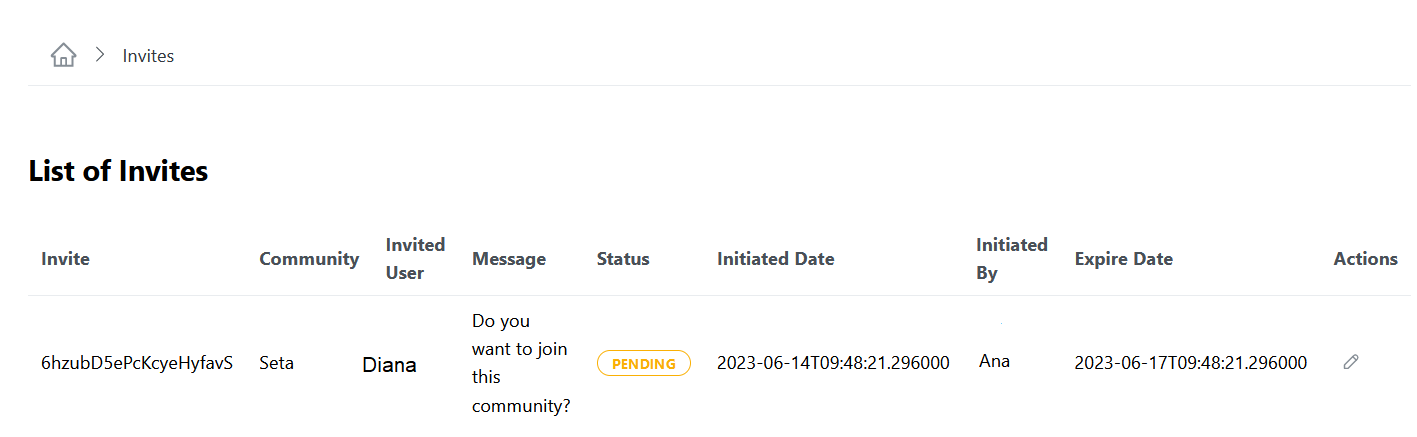 Invites
List of Invites
Invite Community Invited User Message Status Initiated Date Initiated By Expire Date Actions
6hzubD5ePcKcyeHyfavS Seta Diana Do you want to join this community? PENDING 2023-06-14T09:48:21.296000 Ana 2023-06-17T09:48:21.296000